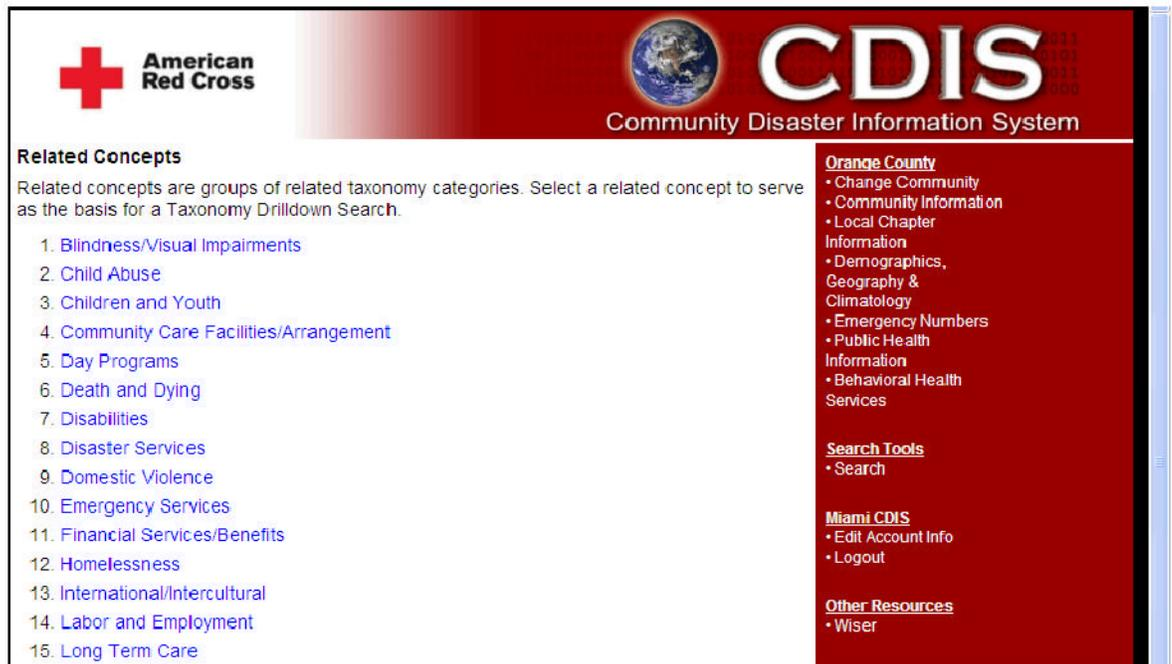 American
Red Cross
CDIS
Community Disaster Information System
Related Concepts
Related concepts are groups of related taxonomy categories. Select a related concept to serve
as the basis for a Taxonomy Drilldown Search.
1. Blindness/Visual Impairments
2. Child Abuse
3. Children and Youth
4. Community Care Facilities/Arrangement
5. Day Programs
6. Death and Dying
7. Disabilities
8. Disaster Services
9. Domestic Violence
10. Emergency Services
11. Financial Services/Benefits
12. Homelessness
13. International/Intercultural
14. Labor and Employment
15. Long Term Care
Orange County
• Change Community
• Community Information
• Local Chapter
Information
• Demographics,
Geography &
Climatology
• Emergency Numbers
• Public Health
Information
• Behavioral Health
Services
Search Tools
• Search
Miami CDIS
• Edit Account Info
• Logout
Other Resources
• Wiser